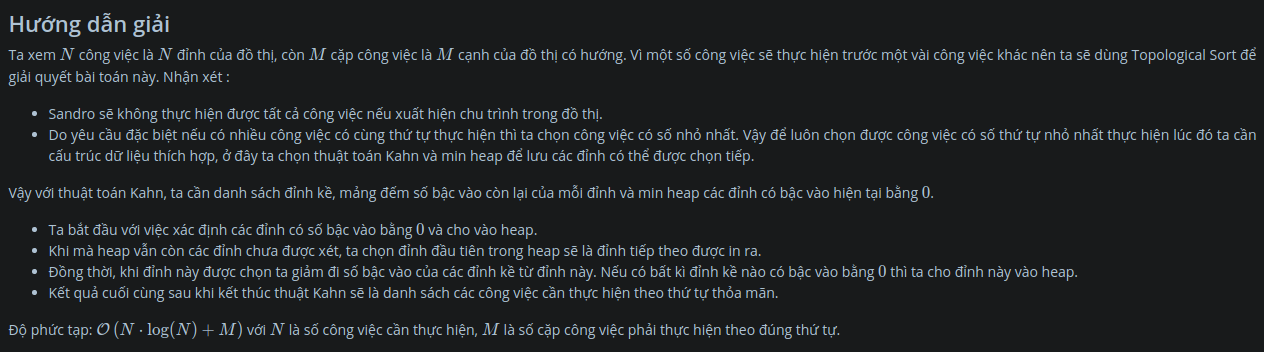 Hướng dẫn giải
Ta xem N công việc là N đỉnh của đồ thị, còn M cặp công việc là M cạnh của đồ thị có hướng. Vì một số công việc sẽ thực hiện trước một vài công việc khác nên ta sẽ dùng Topological Sort để
giải quyết bài toán này. Nhận xét :
• Sandro sẽ không thực hiện được tất cả công việc nếu xuất hiện chu trình trong đồ thị.
• Do yêu cầu đặc biệt nếu có nhiều công việc có cùng thứ tự thực hiện thì ta chọn công việc có số nhỏ nhất. Vậy để luôn chọn được công việc có số thứ tự nhỏ nhất thực hiện lúc đó ta cần
cấu trúc dữ liệu thích hợp, ở đây ta chọn thuật toán Kahn và min heap để lưu các đỉnh có thể được chọn tiếp.
Vậy với thuật toán Kahn, ta cần danh sách đỉnh kề, mảng đếm số bậc vào còn lại của mỗi đỉnh và min heap các đỉnh có bậc vào hiện tại bằng 0.
• Ta bắt đầu với việc xác định các đỉnh có số bậc vào bằng 0 và cho vào heap.
• Khi mà heap vẫn còn các đỉnh chưa được xét, ta chọn đỉnh đầu tiên trong heap sẽ là đỉnh tiếp theo được in ra.
• Đồng thời, khi đỉnh này được chọn ta giảm đi số bậc vào của các đỉnh kề từ đỉnh này. Nếu có bất kì đỉnh kề nào có bậc vào bằng 0 thì ta cho đỉnh này vào heap.
• Kết quả cuối cùng sau khi kết thúc thuật Kahn sẽ là danh sách các công việc cần thực hiện theo thứ tự thỏa mãn.
Độ phức tạp: O (N · log(N) + M) với N là số công việc cần thực hiện, M là số cặp công việc phải thực hiện theo đúng thứ tự.